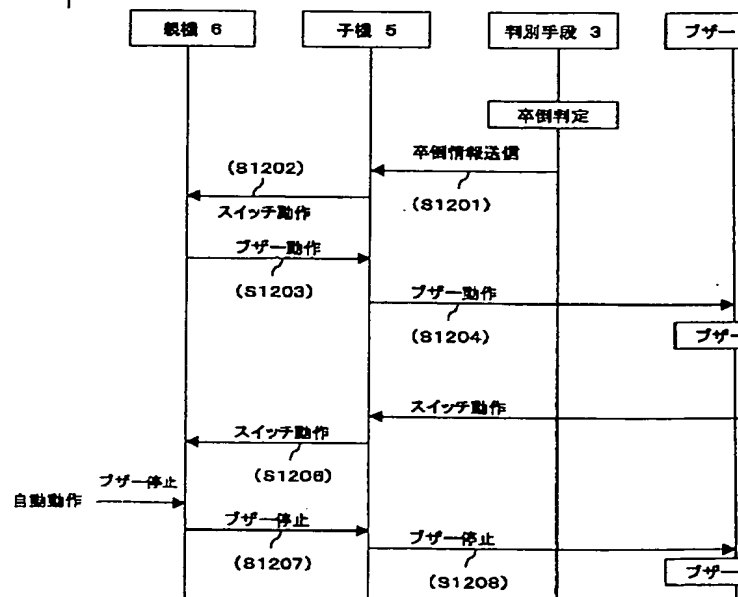 親機 6
子機 5
判別手段 3
ブザー
卒倒判定
卒倒情報送信
(S1202)
(S1201)
スイッチ動作
ブザー動作
(S1203)
ブザー動作
(S1204)
ブザー
スイッチ動作
スイッチ動作
(S1206)
ブザー停止
自動動作
ブザー停止
ブザー停止
(S1207)
(S1208)
ブザー